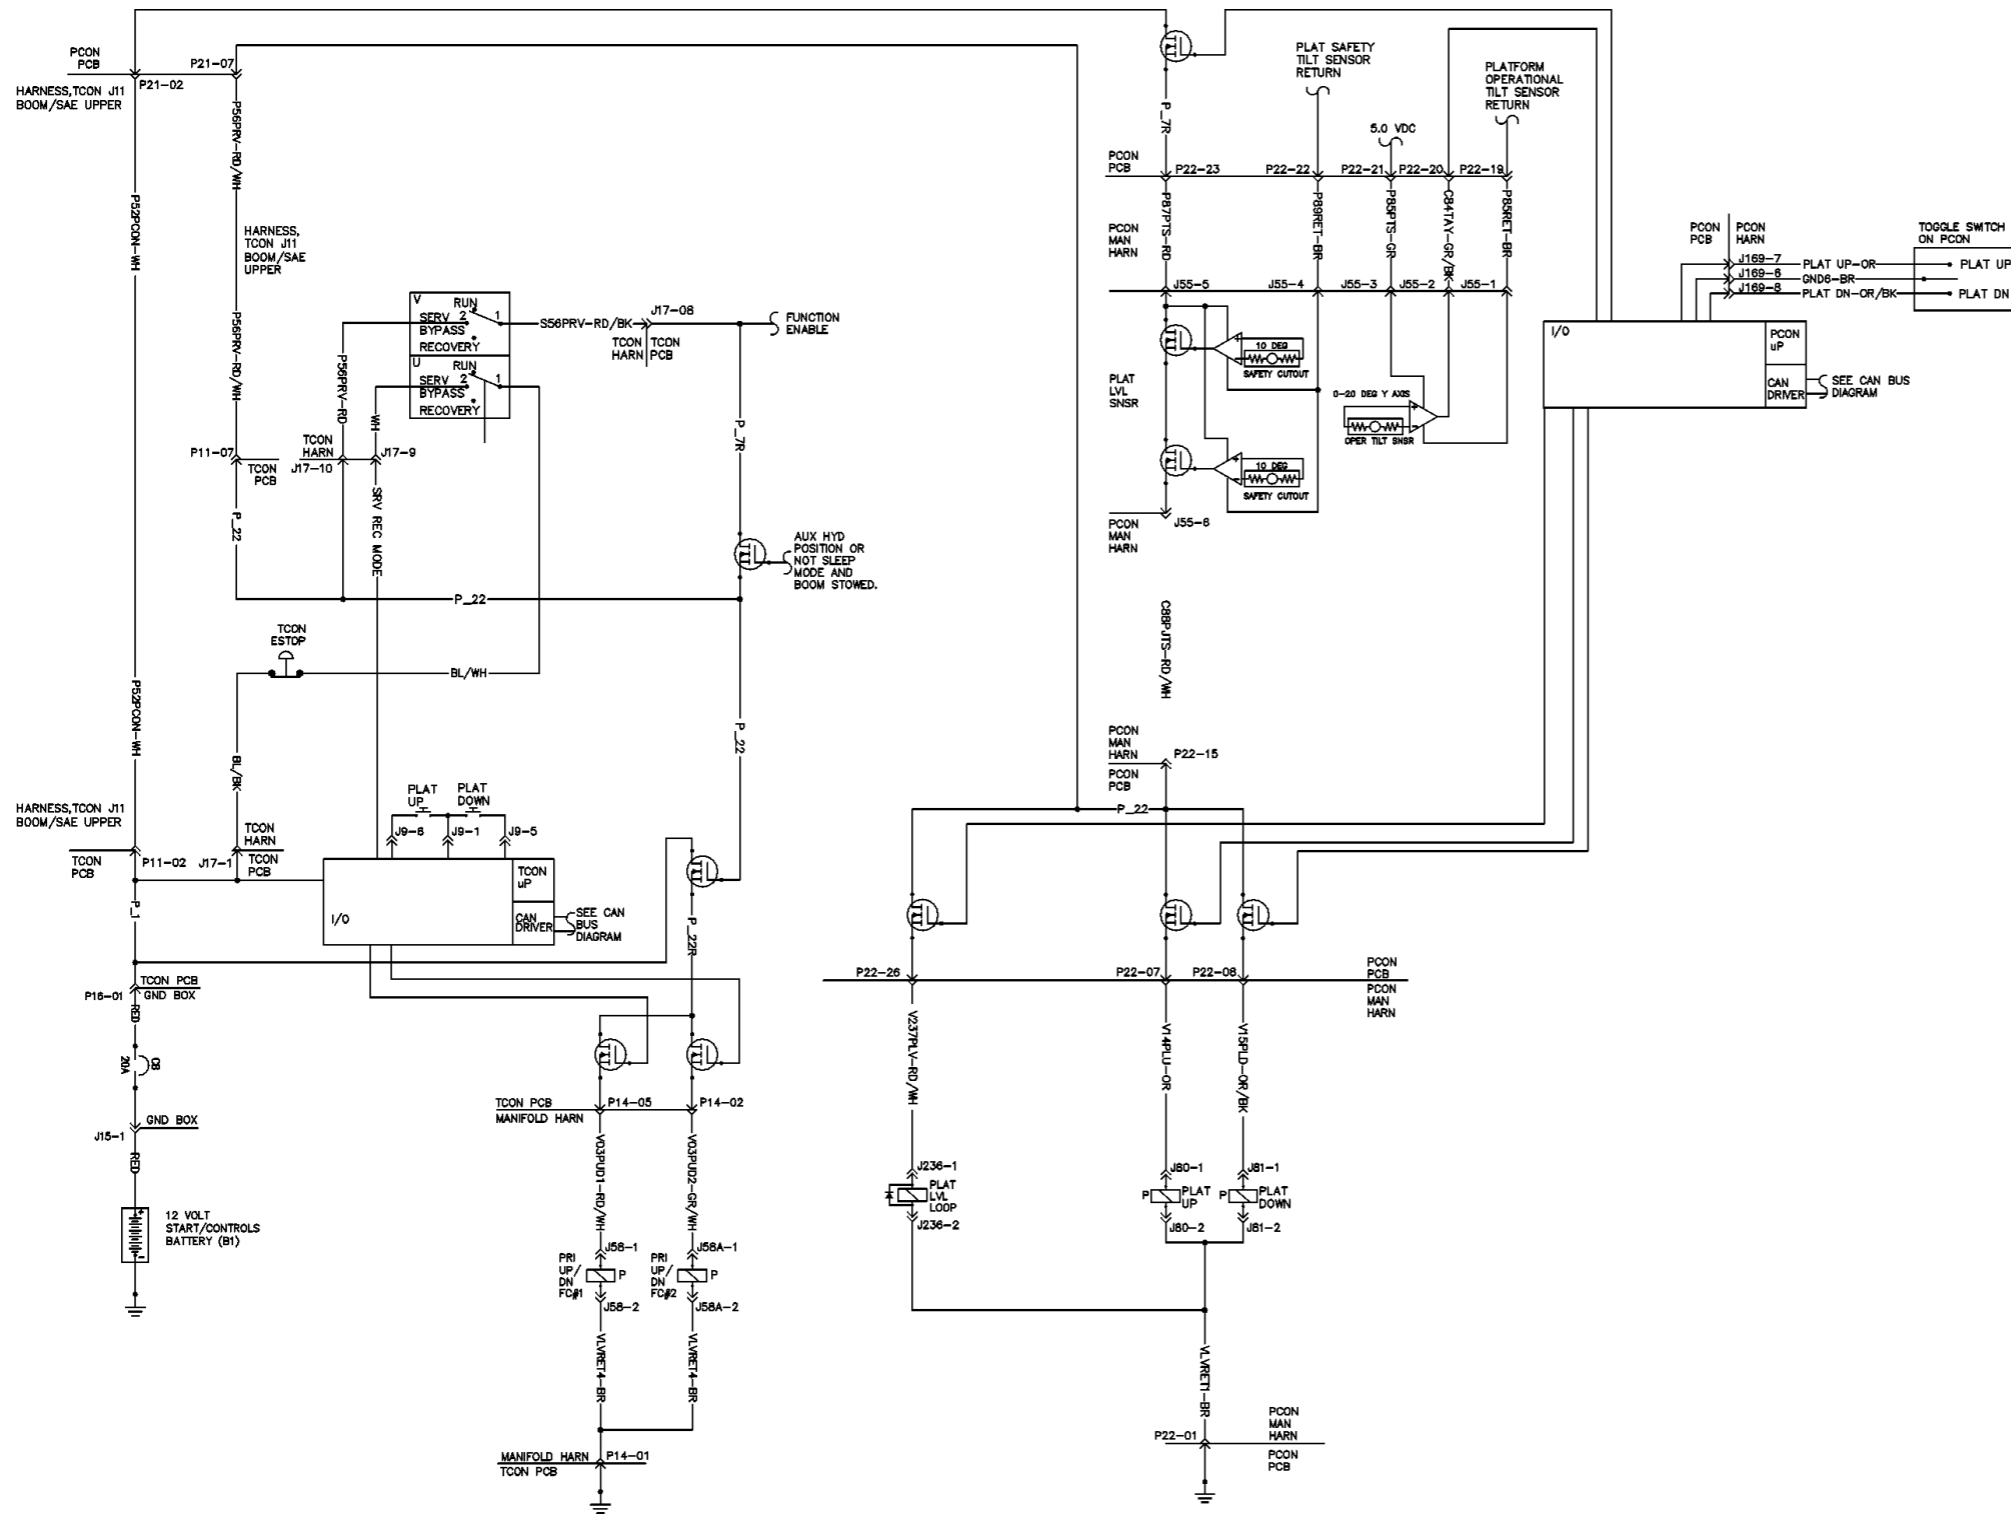 PCON
PCB
P21-07
P21-02
HARNESS,TCON J11
BOOM/SAE UPPER
P56PRV-RD/WH
P52PCON-WH
HARNESS,
TCON J11
BOOM/SAE
UPPER
P56PRV-RD/WH
V
RUN
SERV 2
1
BYPASS
RECOVERY
U
RUN
SERV 2
1
BYPASS
RECOVERY
S56PRV-RD/BK
J17-08
TCON
HARN
TCON
PCB
FUNCTION
ENABLE
P56PRV-RD
WH
P_7R
P11-07
TCON
PCB
TCON
HARN
J17-10
J17-9
P_22
SRV REC MODE
AUX HYD
POSITION OR
NOT SLEEP
MODE AND
BOOM STOWED.
P_22
TCON
ESTOP
BL/WH
P52PCON-WH
P_22
BL/BK
HARNESS,TCON J11
BOOM/SAE UPPER
PLAT
UP
PLAT
DOWN
J9-6
J9-1
J9-5
TCON
HARN
TCON
PCB
P11-02
J17-1
TCON
PCB
TCON
uP
I/O
CAN
DRIVER
SEE CAN
BUS
DIAGRAM
P_1
P_22R
TCON PCB
P16-01
GND BOX
RED
CB
20A
GND BOX
J15-1
RED
12 VOLT
START/CONTROLS
BATTERY (B1)
TCON PCB
P14-05
P14-02
MANIFOLD HARN
V03PUD1-RD/WH
V03PUD2-GR/WH
J58-1
J58A-1
PRI
UP/
DN
FC#1
P
PRI
UP/
DN
FC#2
P
J58-2
J58A-2
VLVRET4-BR
VLVRET4-BR
MANIFOLD HARN
P14-01
TCON PCB
PLAT SAFETY
TILT SENSOR
RETURN
PLATFORM
OPERATIONAL
TILT SENSOR
RETURN
P_7R
5.0 VDC
PCON
PCB
P22-23
P22-22
P22-21
P22-20
P22-19
P87PTS-RD
P89RET-BR
P85PTS-GR
C84TAY-GR/BK
P85RET-BR
PCON
MAN
HARN
J55-5
J55-4
J55-3
J55-2
J55-1
10 DEG
SAFETY CUTOUT
PLAT
LVL
SNSR
0-20 DEG Y AXIS
OPER TILT SNSR
10 DEG
SAFETY CUTOUT
J55-6
PCON
MAN
HARN
C88PJTS-RD/WH
PCON
MAN
HARN
P22-15
PCON
PCB
P_22
PCON
PCB
PCON
HARN
J169-7
PLAT UP-OR
J169-6
GND6-BR
J169-8
PLAT DN-OR/BK
TOGGLE SWITCH
ON PCON
PLAT UP
PLAT DN
I/O
PCON
uP
CAN
DRIVER
SEE CAN BUS
DIAGRAM
P22-26
P22-07
P22-08
PCON
PCB
PCON
MAN
HARN
V237PLV-RD/WH
V14PLU-OR
V15PLD-OR/BK
J236-1
PLAT
LVL
LOOP
J236-2
J80-1
P
PLAT
UP
J80-2
J81-1
P
PLAT
DOWN
J81-2
VLVRET1-BR
PCON
MAN
HARN
P22-01
PCON
PCB